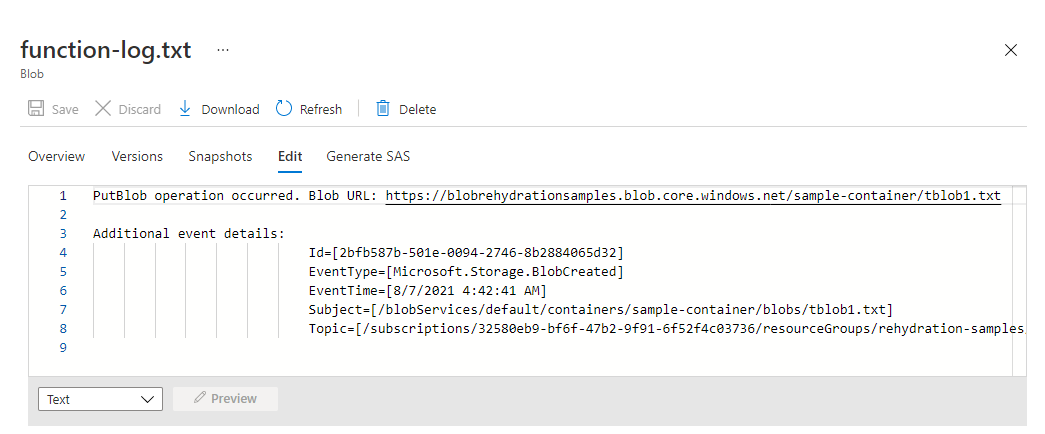 function-log.txt ...
Blob
Save Discard Download Refresh Delete
Overview Versions Snapshots Edit Generate SAS
1 PutBlob operation occurred. Blob URL: https://blobrehydrationsamples.blob.core.windows.net/sample-container/tblob1.txt
2
3 Additional event details:
4 Id=[2bfb587b-501e-0094-2746-8b2884065d32]
5 EventType=[Microsoft.Storage.BlobCreated]
6 EventTime=[8/7/2021 4:42:41 AM]
7 Subject=[/blobServices/default/containers/sample-container/blobs/tblob1.txt]
8 Topic=[/subscriptions/32580eb9-bf6f-47b2-9f91-6f52f4c03736/resourceGroups/rehydration-samples
9
Text Preview